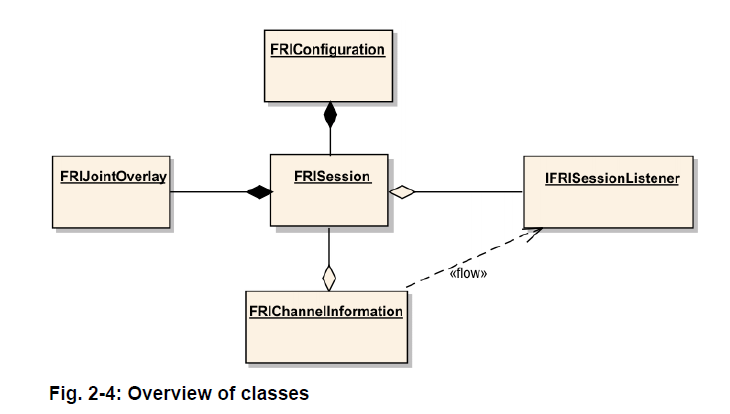 FRIConfiguration
FRIJointOverlay
FRISession
IFRISessionListener
«flow»
FRIChannelInformation
Fig. 2-4: Overview of classes